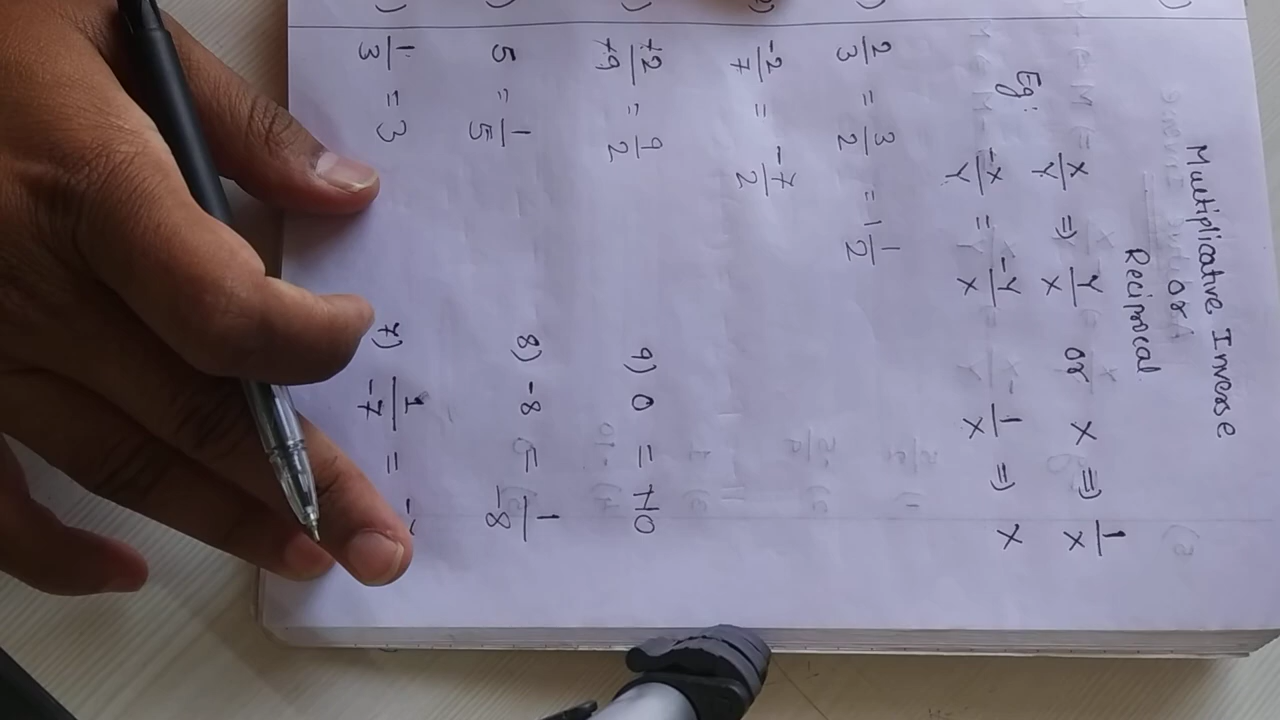 Multiplicative Inverse
or
Reciprocal
Eg: X/Y ⇒ Y/X or X ⇒ 1/X
-X/Y = -Y/X 1/X ⇒ X
2/3 = 3/2 = 1 1/2
-2/7 = -7/2
+2/+9 = 9/2 9) 0 = NO
5 = 1/5 8) -8 = 1/-8
1/3 = 3 7) 1/-7 =